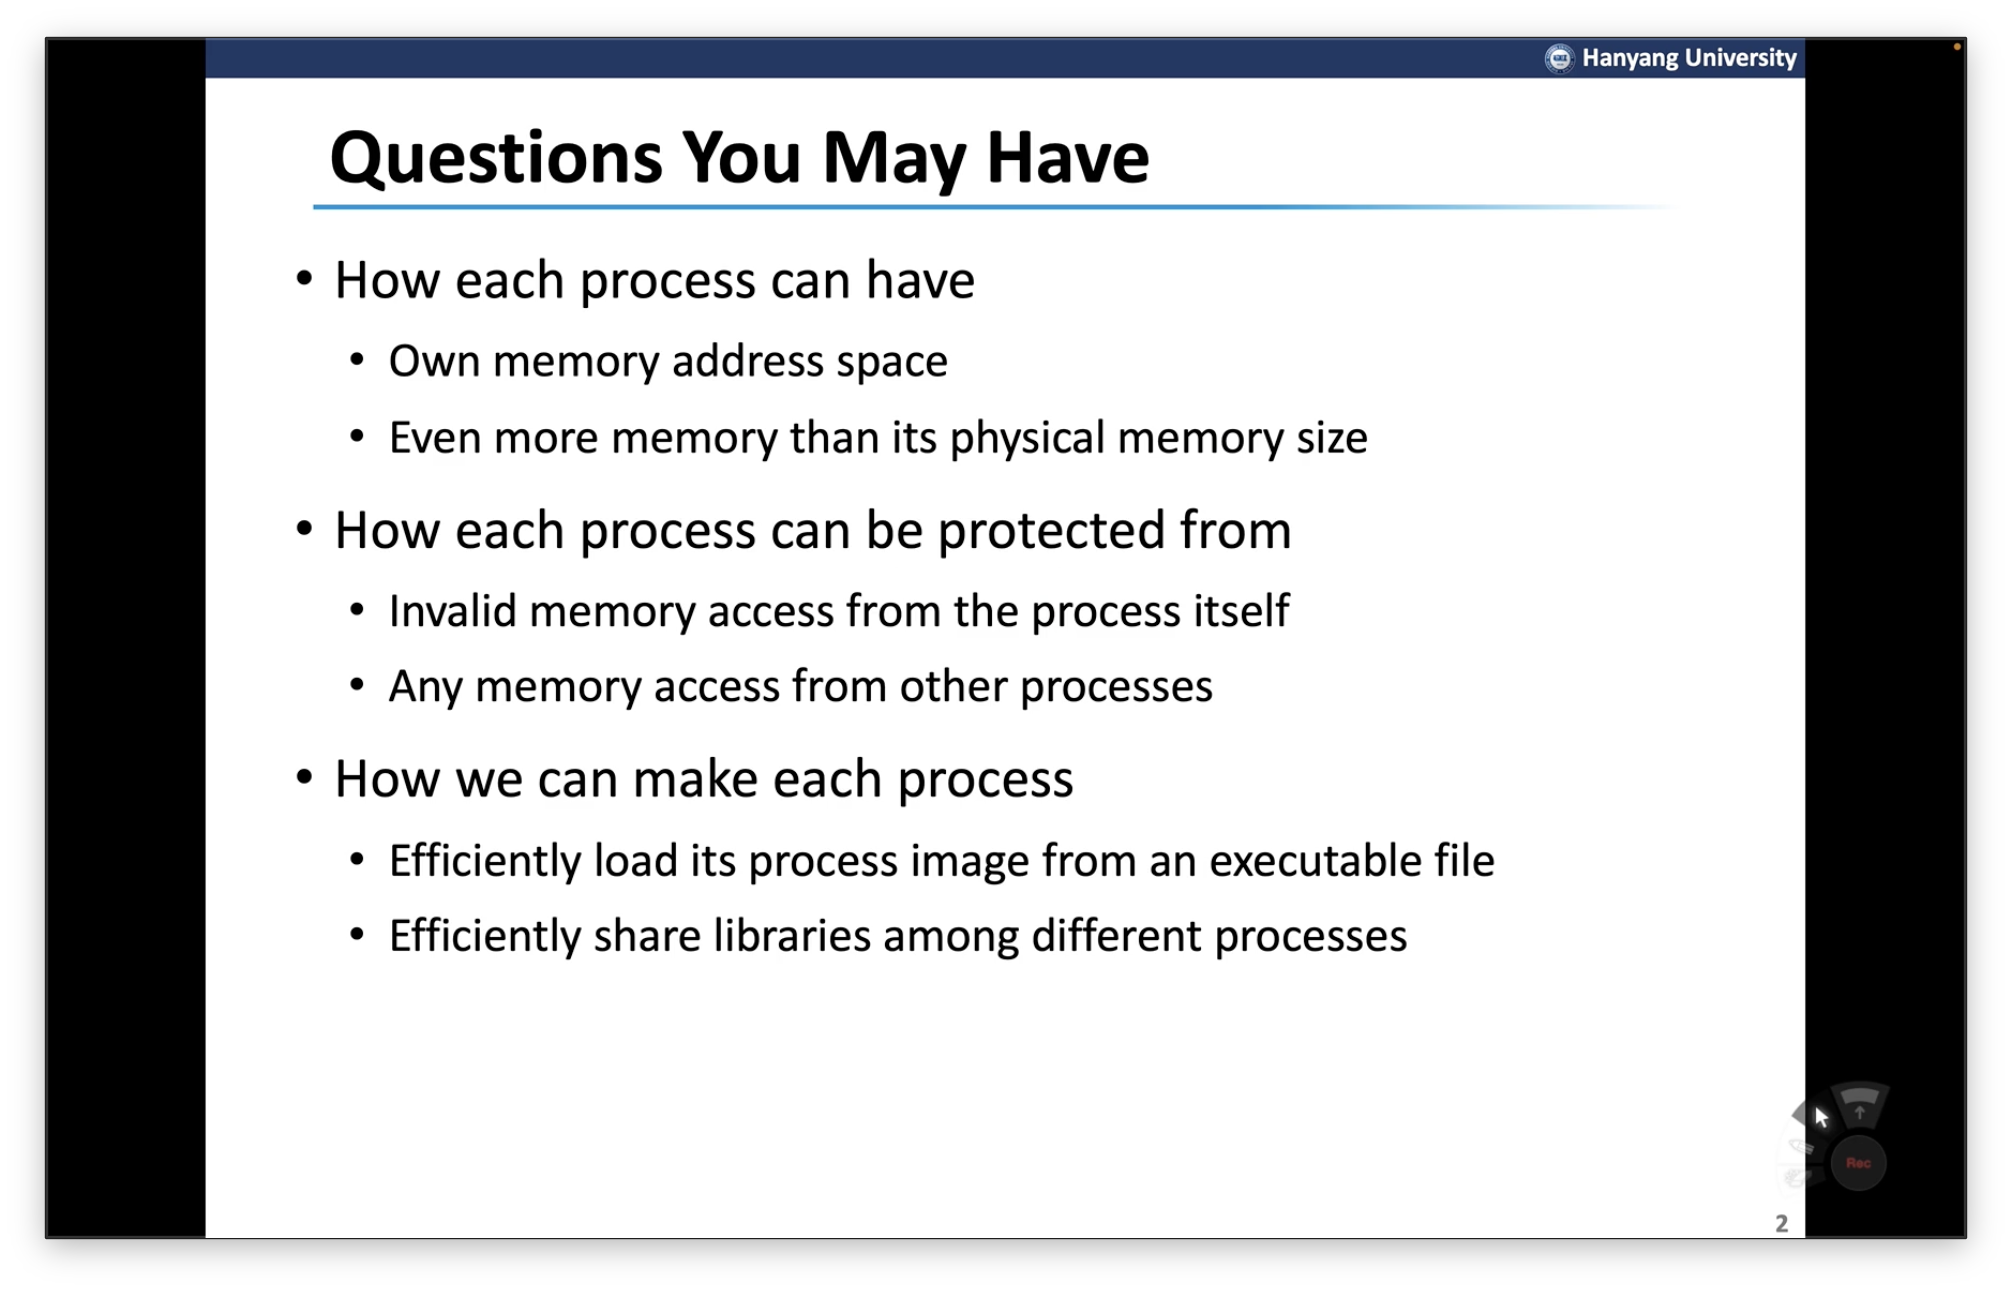 Hanyang University
Questions You May Have
• How each process can have
• Own memory address space
• Even more memory than its physical memory size
• How each process can be protected from
• Invalid memory access from the process itself
• Any memory access from other processes
• How we can make each process
• Efficiently load its process image from an executable file
• Efficiently share libraries among different processes
Rec
2